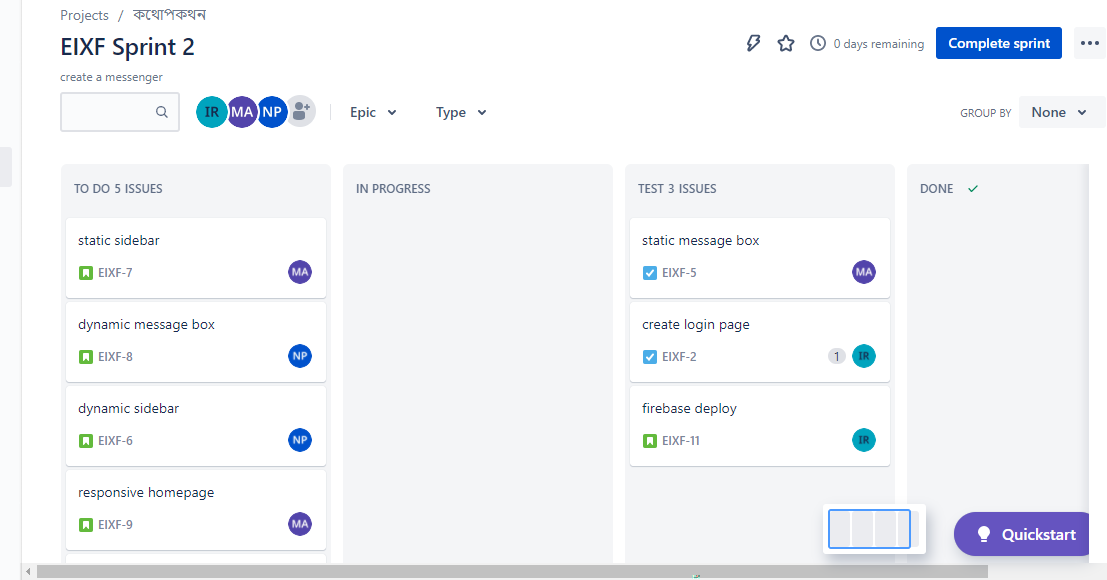 Projects / কথোপকথন
EIXF Sprint 2
0 days remaining
Complete sprint
create a messenger
IR MA NP
Epic
Type
GROUP BY
None
TO DO 5 ISSUES
static sidebar
EIXF-7
MA
dynamic message box
EIXF-8
NP
dynamic sidebar
EIXF-6
NP
responsive homepage
EIXF-9
MA
IN PROGRESS
TEST 3 ISSUES
static message box
EIXF-5
MA
create login page
EIXF-2
1
IR
firebase deploy
EIXF-11
IR
DONE
Quickstart